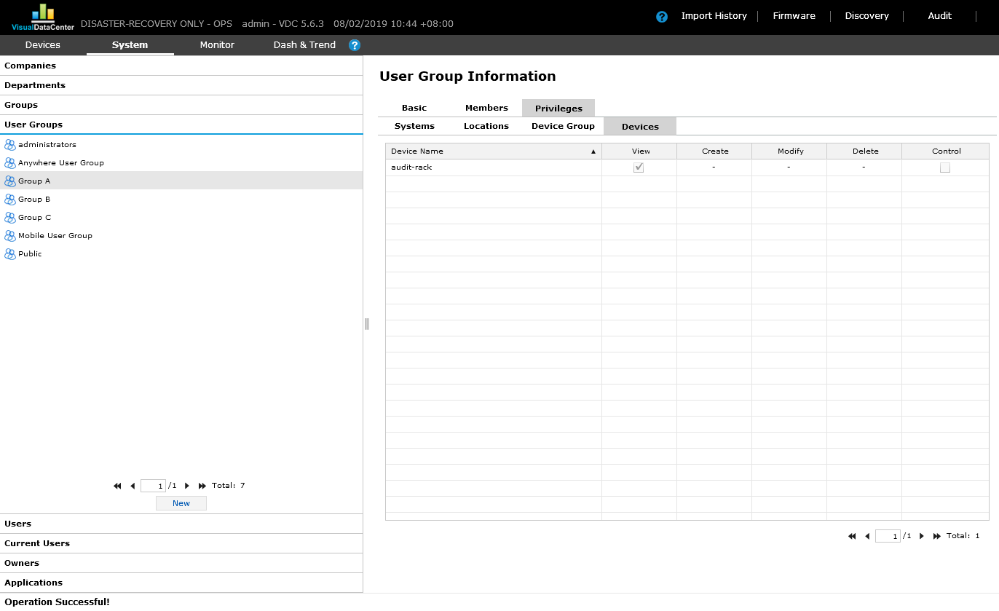 VisualDataCenter DISASTER-RECOVERY ONLY - OPS admin - VDC 5.6.3 08/02/2019 10:44 +08:00 ? Import History Firmware Discovery Audit
Devices System Monitor Dash & Trend ?
Companies
Departments
Groups
User Groups
administrators
Anywhere User Group
Group A
Group B
Group C
Mobile User Group
Public
1 /1 Total: 7
New
Users
Current Users
Owners
Applications
Operation Successful!
User Group Information
Basic Members Privileges
Systems Locations Device Group Devices
Device Name ▲ View Create Modify Delete Control
audit-rack - - -
1 /1 Total: 1